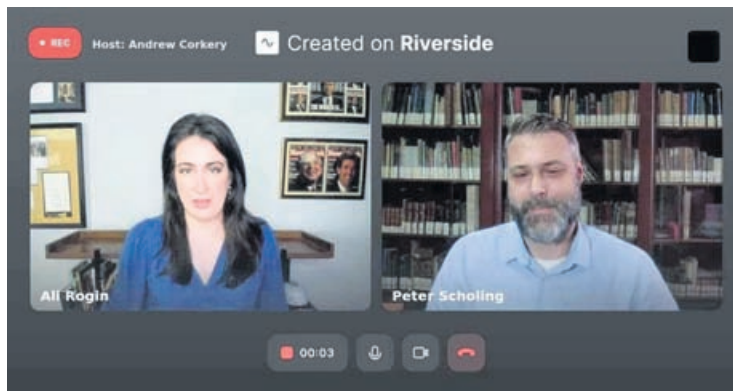 REC
Host: Andrew Corkery
Created on Riverside
Ali Rogin
Peter Scholing
00:03